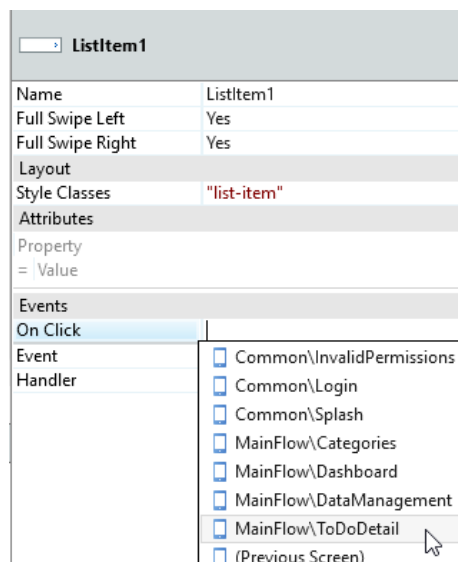 ListItem1
Name ListItem1
Full Swipe Left Yes
Full Swipe Right Yes
Layout
Style Classes "list-item"
Attributes
Property
= Value
Events
On Click
Event
Handler
Common\InvalidPermissions
Common\Login
Common\Splash
MainFlow\Categories
MainFlow\Dashboard
MainFlow\DataManagement
MainFlow\ToDoDetail
(Previous Screen)